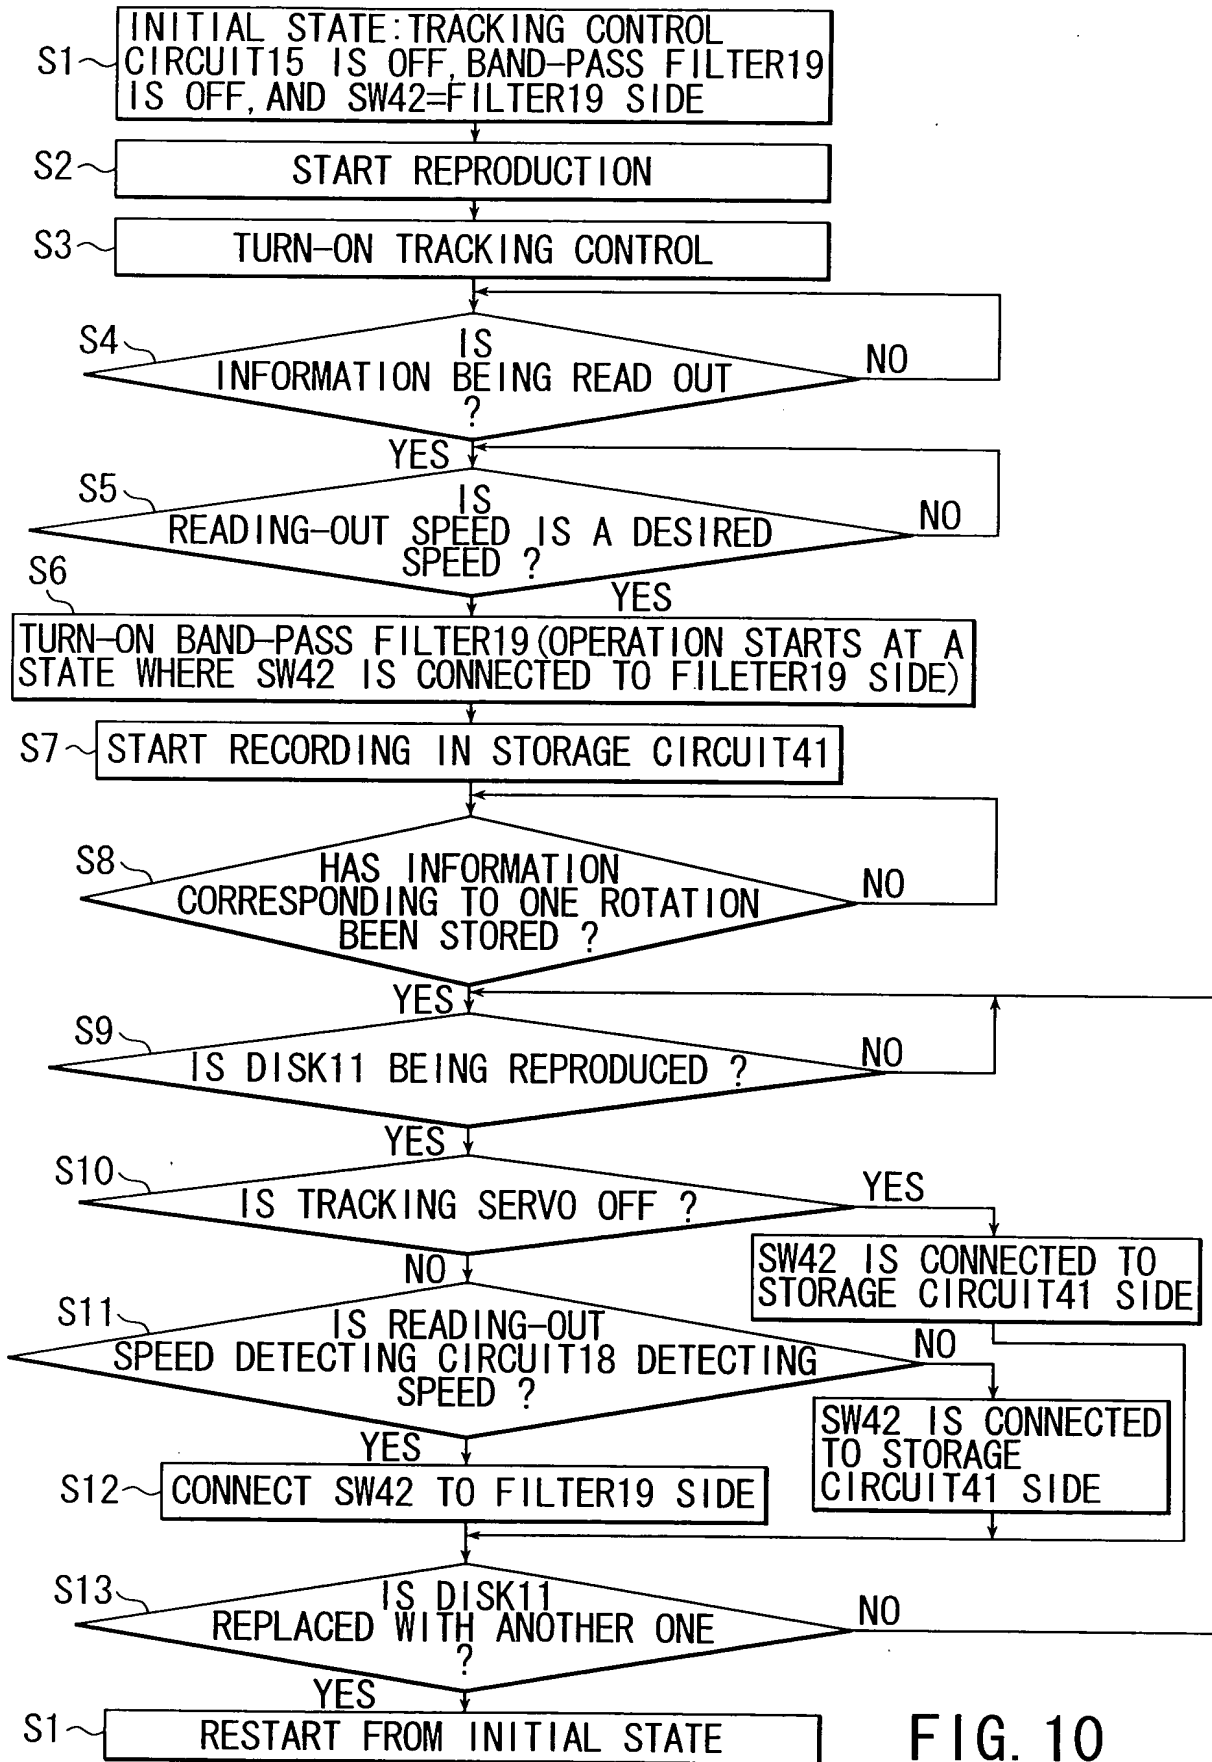 S1
INITIAL STATE:TRACKING CONTROL
CIRCUIT15 IS OFF, BAND-PASS FILTER19
IS OFF, AND SW42=FILTER19 SIDE
S2
START REPRODUCTION
S3
TURN-ON TRACKING CONTROL
S4
IS
INFORMATION BEING READ OUT
?
NO
YES
S5
IS
READING-OUT SPEED IS A DESIRED
SPEED ?
NO
YES
S6
TURN-ON BAND-PASS FILTER19 (OPERATION STARTS AT A
STATE WHERE SW42 IS CONNECTED TO FILETER19 SIDE)
S7
START RECORDING IN STORAGE CIRCUIT41
S8
HAS INFORMATION
CORRESPONDING TO ONE ROTATION
BEEN STORED ?
NO
YES
S9
IS DISK11 BEING REPRODUCED ?
NO
YES
S10
IS TRACKING SERVO OFF ?
YES
SW42 IS CONNECTED TO
STORAGE CIRCUIT41 SIDE
NO
S11
IS READING-OUT
SPEED DETECTING CIRCUIT18 DETECTING
SPEED ?
NO
SW42 IS CONNECTED
TO STORAGE
CIRCUIT41 SIDE
YES
S12
CONNECT SW42 TO FILTER19 SIDE
S13
IS DISK11
REPLACED WITH ANOTHER ONE
?
NO
YES
S1
RESTART FROM INITIAL STATE
FIG. 10